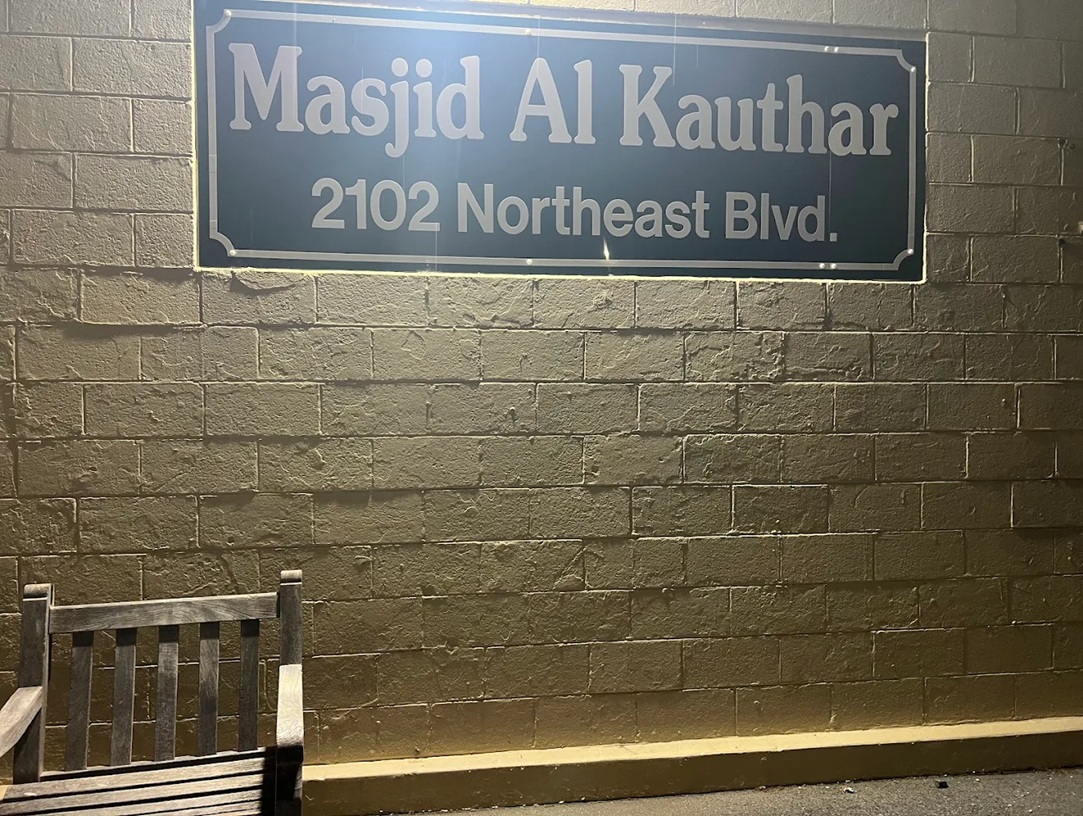 Masjid Al Kauthar
2102 Northeast Blvd.